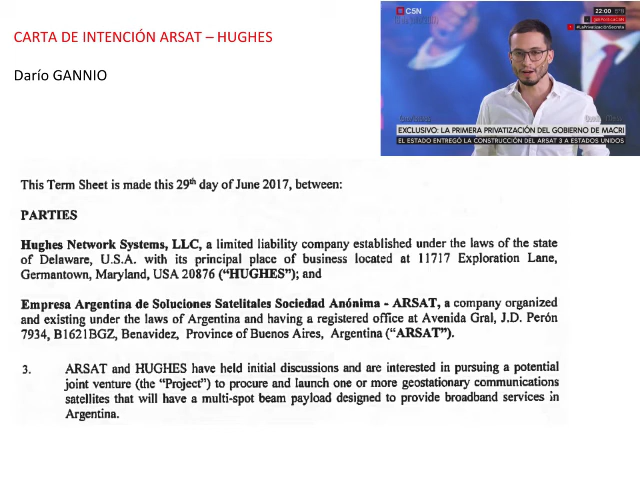 CARTA DE INTENCIÓN ARSAT – HUGHES
Darío GANNIO
C5N
22:00
#LaPrivatizaciónSecreta
EXCLUSIVO: LA PRIMERA PRIVATIZACIÓN DEL GOBIERNO DE MACRI
EL ESTADO ENTREGÓ LA CONSTRUCCIÓN DEL ARSAT 3 A ESTADOS UNIDOS
This Term Sheet is made this 29th day of June 2017, between:
PARTIES
Hughes Network Systems, LLC, a limited liability company established under the laws of the state
of Delaware, U.S.A. with its principal place of business located at 11717 Exploration Lane,
Germantown, Maryland, USA 20876 ("HUGHES"); and
Empresa Argentina de Soluciones Satelitales Sociedad Anónima - ARSAT, a company organized
and existing under the laws of Argentina and having a registered office at Avenida Gral, J.D. Perón
7934, B1621BGZ, Benavidez, Province of Buenos Aires, Argentina ("ARSAT").
3. ARSAT and HUGHES have held initial discussions and are interested in pursuing a potential
joint venture (the "Project") to procure and launch one or more geostationary communications
satellites that will have a multi-spot beam payload designed to provide broadband services in
Argentina.